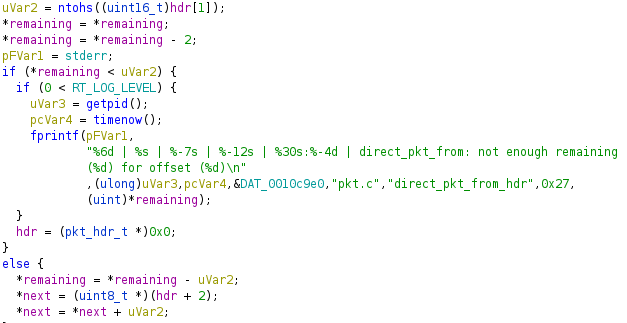 uVar2 = ntohs((uint16_t)hdr[1]);
*remaining = *remaining;
*remaining = *remaining - 2;
pFVar1 = stderr;
if (*remaining < uVar2) {
if (0 < RT_LOG_LEVEL) {
uVar3 = getpid();
pcVar4 = timenow();
fprintf(pFVar1,
"%6d | %s | %-7s | %-12s | %30s:%-4d | direct_pkt_from: not enough remaining
(%d) for offset (%d)\n"
,(ulong)uVar3,pcVar4,&DAT_0010c9e0,"pkt.c","direct_pkt_from_hdr",0x27,
(uint)*remaining);
}
hdr = (pkt_hdr_t *)0x0;
}
else {
*remaining = *remaining - uVar2;
*next = (uint8_t *)(hdr + 2);
*next = *next + uVar2;